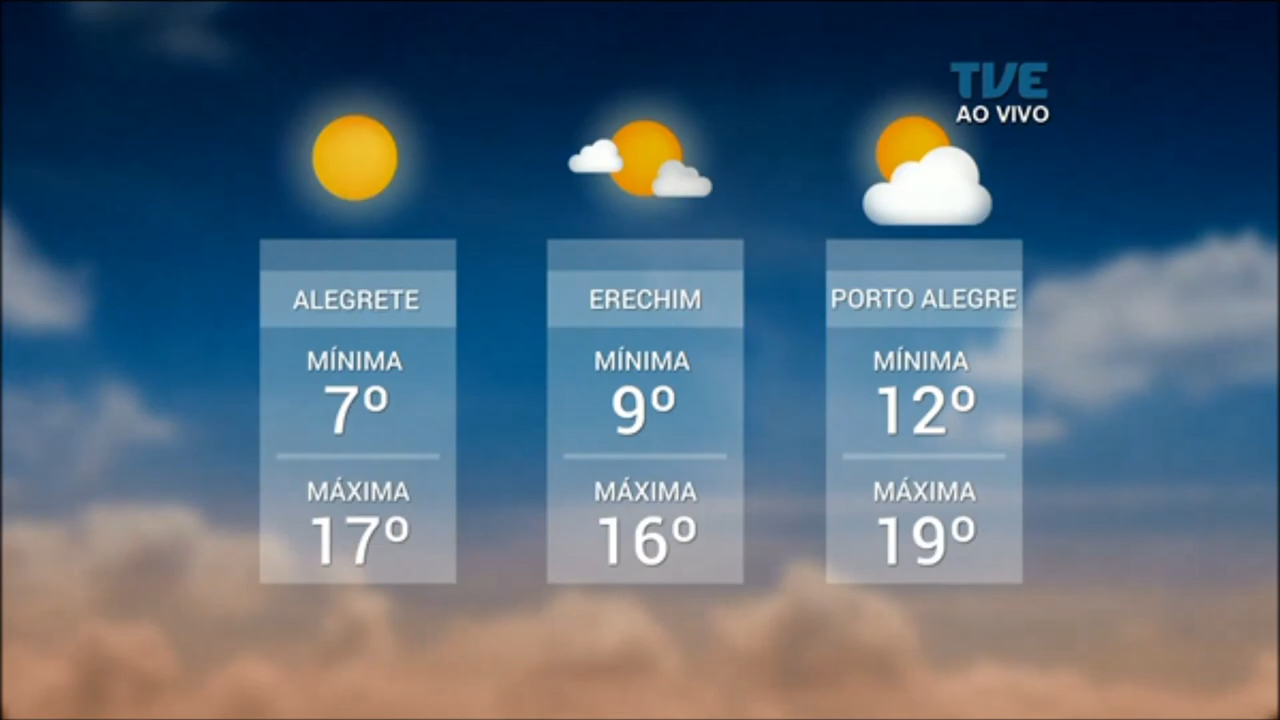 TVE
AO VIVO
ALEGRETE
MÍNIMA
7º
MÁXIMA
17º
ERECHIM
MÍNIMA
9º
MÁXIMA
16º
PORTO ALEGRE
MÍNIMA
12º
MÁXIMA
19º